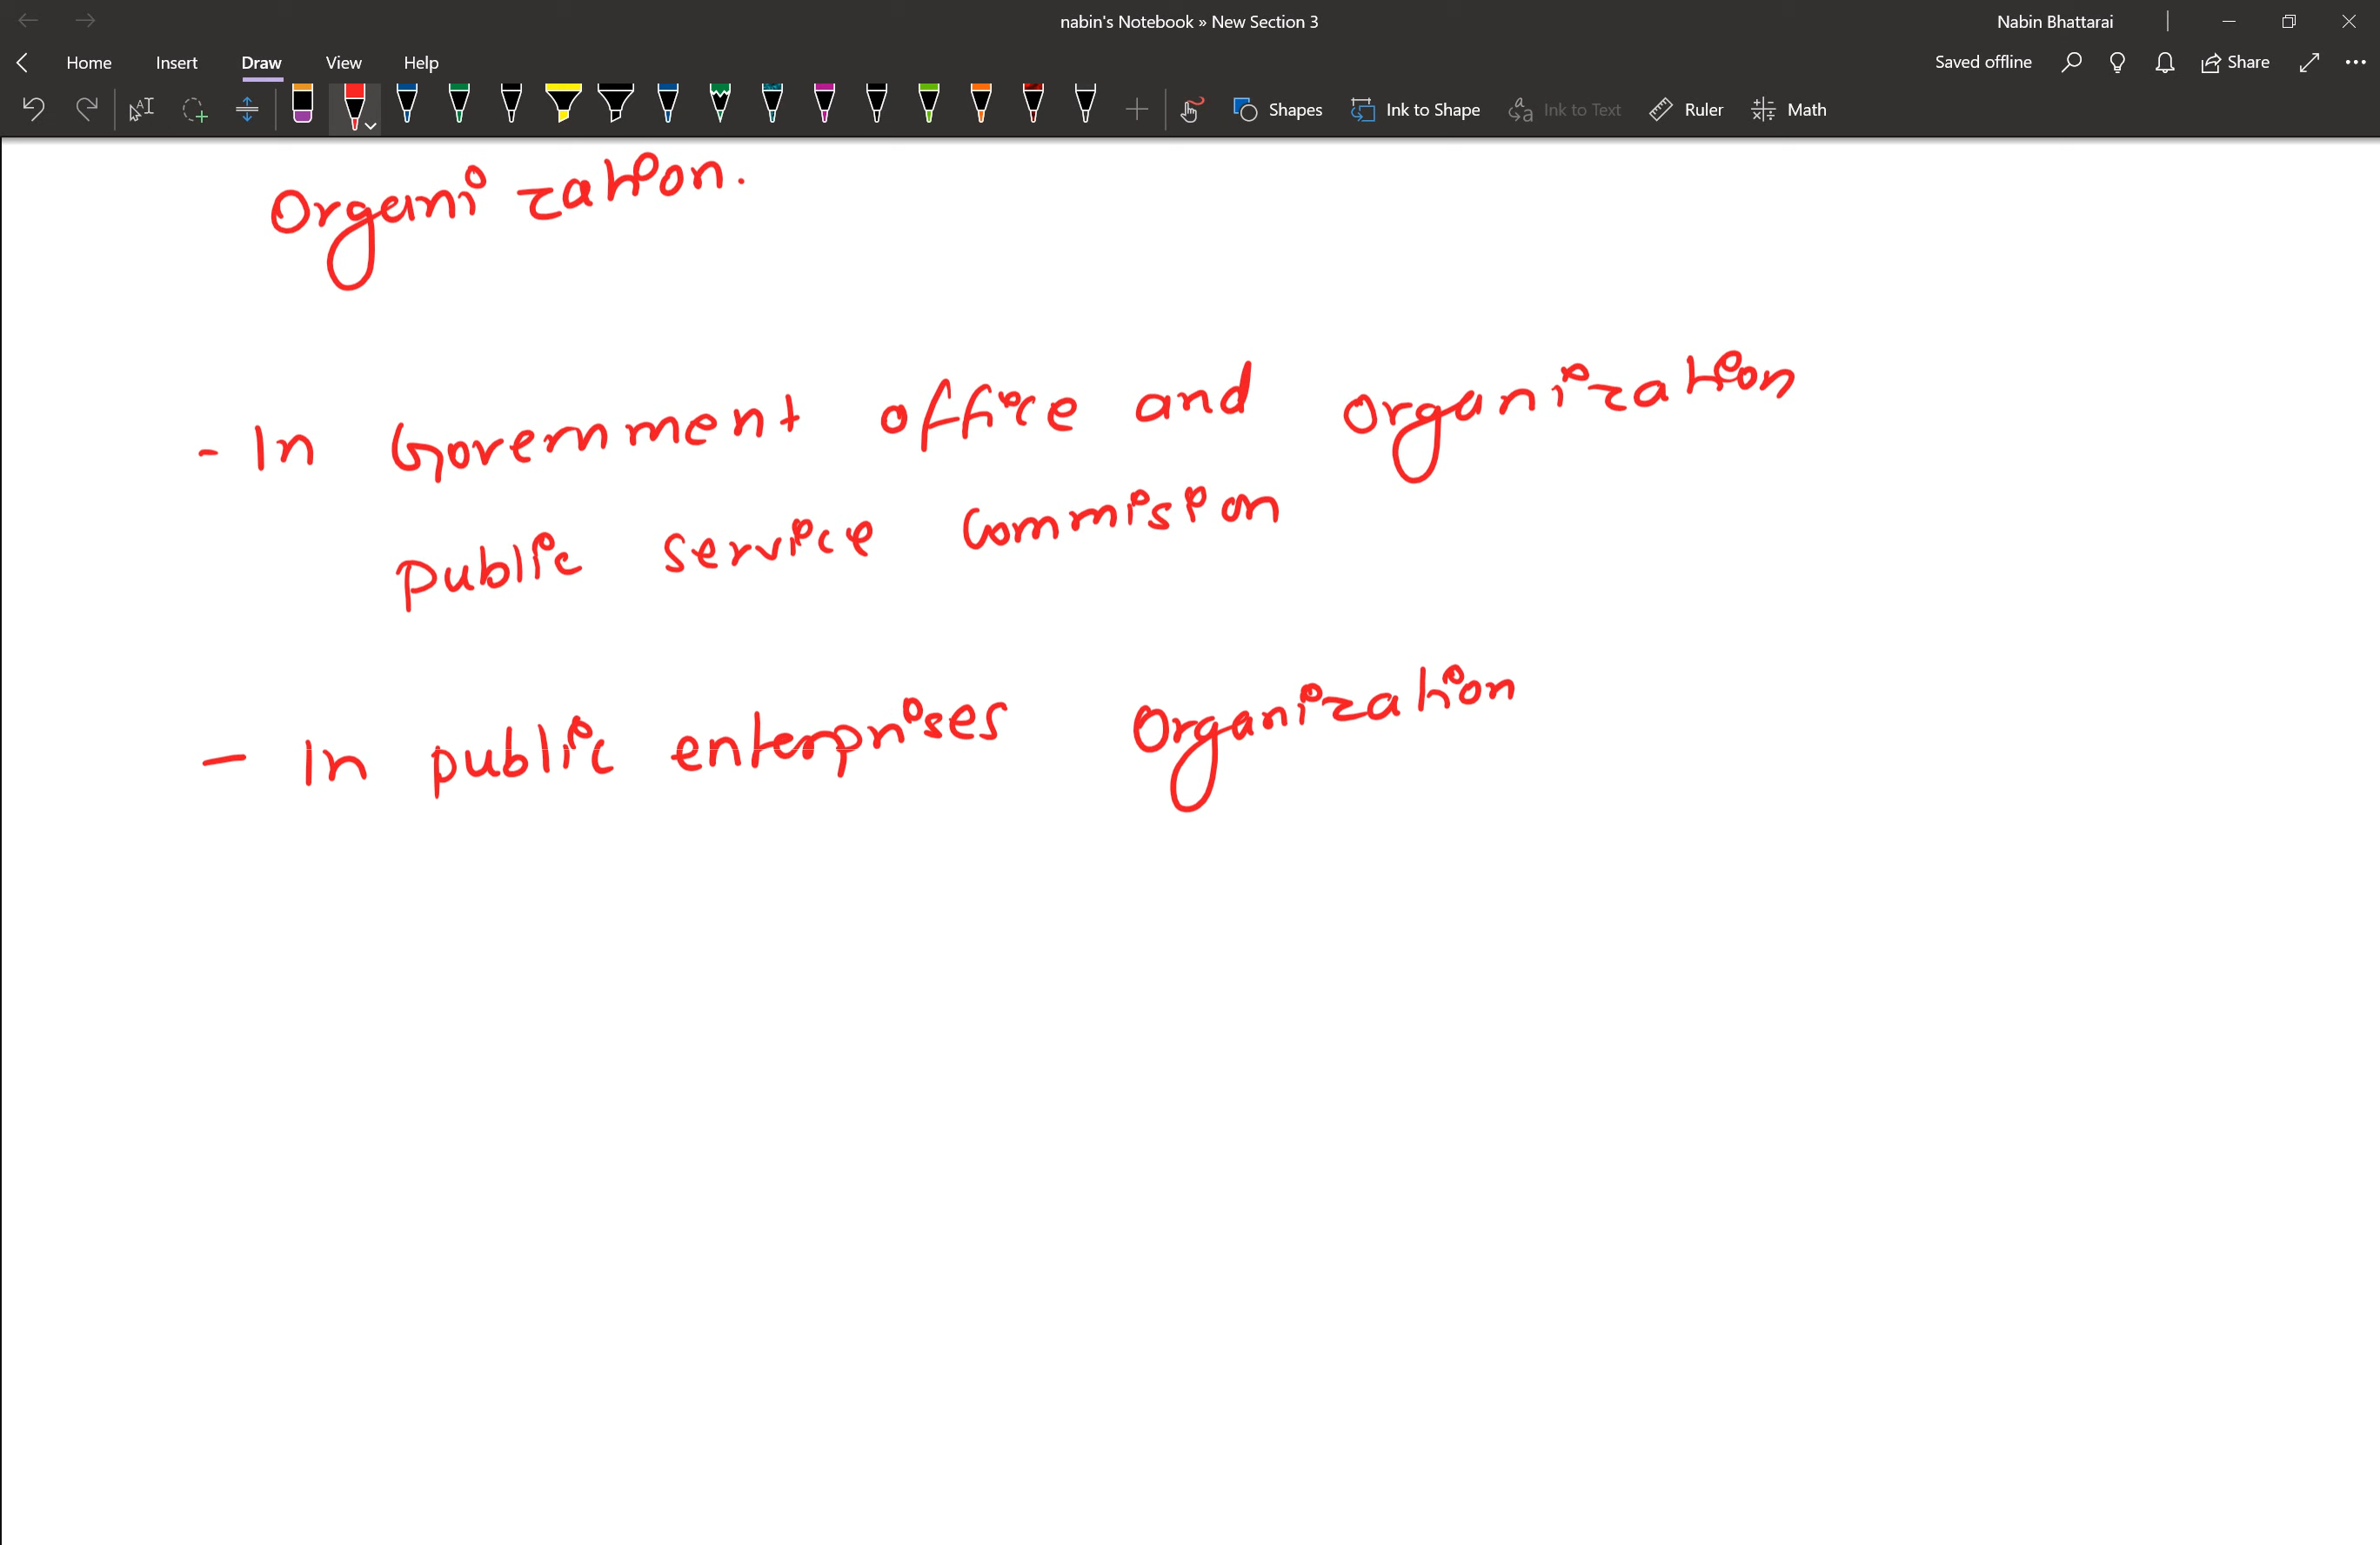 nabin's Notebook » New Section 3
Nabin Bhattarai
Home Insert Draw View Help
Saved offline
Share
Shapes
Ink to Shape
Ink to Text
Ruler
Math
Organization.
- In Government office and organization
public service commision
- In public enterprises organization